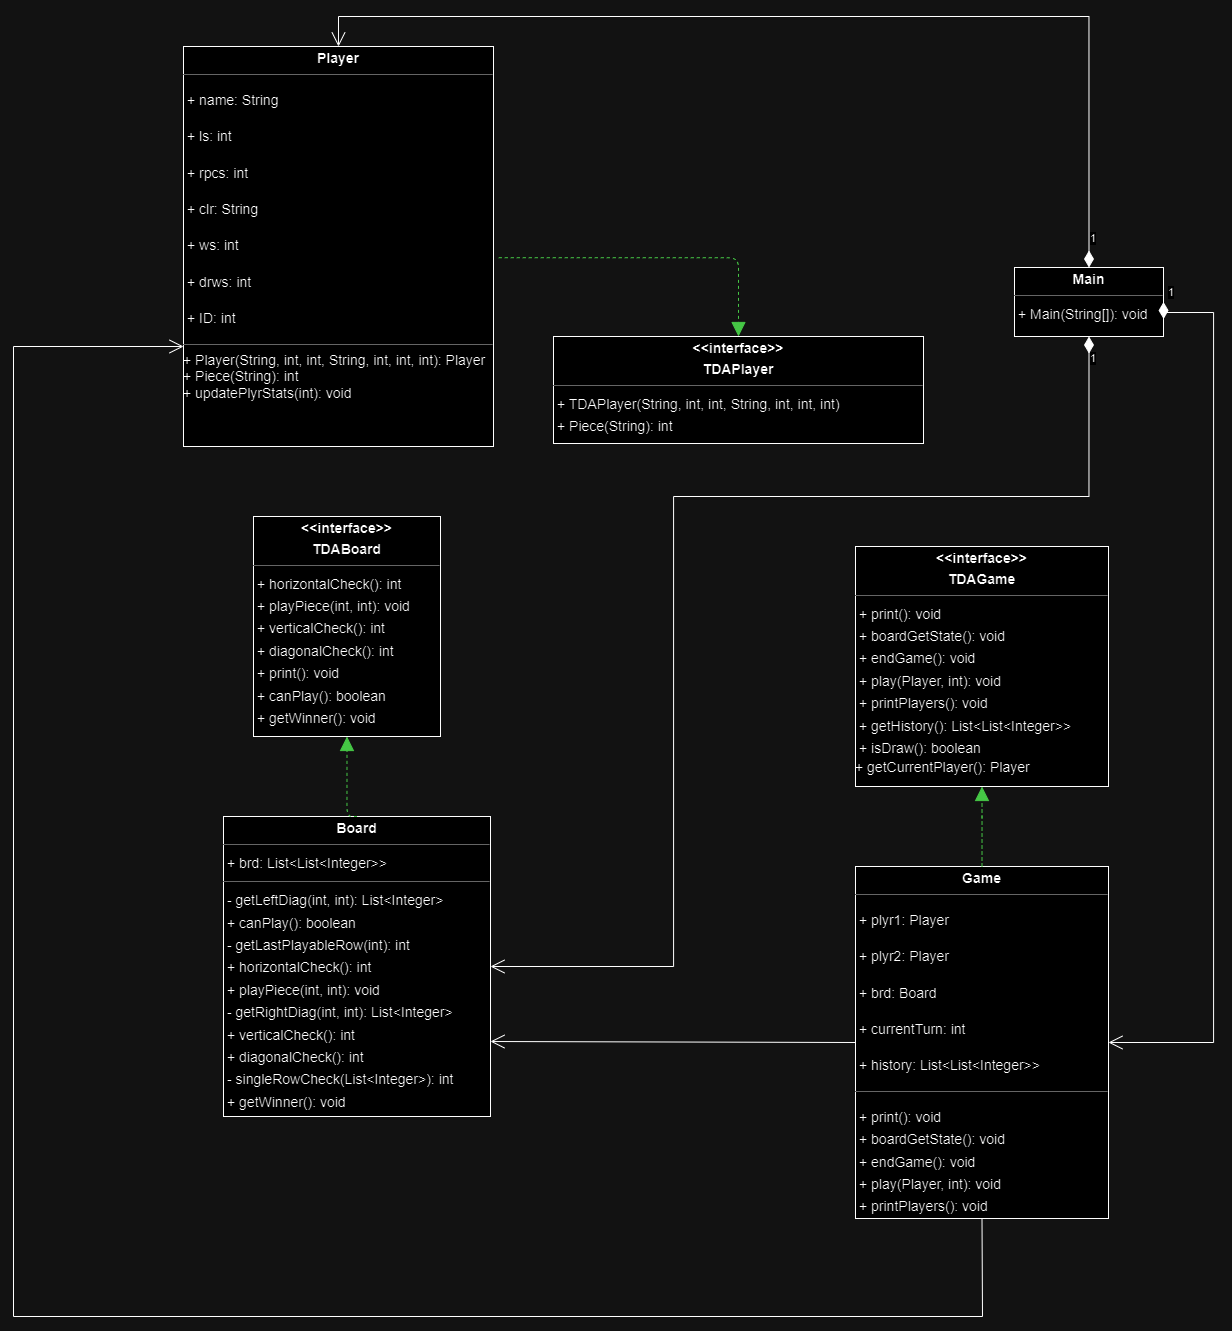 Player
+ name: String
+ ls: int
+ rpcs: int
+ clr: String
+ ws: int
+ drws: int
+ ID: int
+ Player(String, int, int, String, int, int, int): Player
+ Piece(String): int
+ updatePlyrStats(int): void
1
Main
+ Main(String[]): void
1
1
<<interface>>
TDAPlayer
+ TDAPlayer(String, int, int, String, int, int, int)
+ Piece(String): int
<<interface>>
TDABoard
+ horizontalCheck(): int
+ playPiece(int, int): void
+ verticalCheck(): int
+ diagonalCheck(): int
+ print(): void
+ canPlay(): boolean
+ getWinner(): void
<<interface>>
TDAGame
+ print(): void
+ boardGetState(): void
+ endGame(): void
+ play(Player, int): void
+ printPlayers(): void
+ getHistory(): List<List<Integer>>
+ isDraw(): boolean
+ getCurrentPlayer(): Player
Board
+ brd: List<List<Integer>>
- getLeftDiag(int, int): List<Integer>
+ canPlay(): boolean
- getLastPlayableRow(int): int
+ horizontalCheck(): int
+ playPiece(int, int): void
- getRightDiag(int, int): List<Integer>
+ verticalCheck(): int
+ diagonalCheck(): int
- singleRowCheck(List<Integer>): int
+ getWinner(): void
Game
+ plyr1: Player
+ plyr2: Player
+ brd: Board
+ currentTurn: int
+ history: List<List<Integer>>
+ print(): void
+ boardGetState(): void
+ endGame(): void
+ play(Player, int): void
+ printPlayers(): void